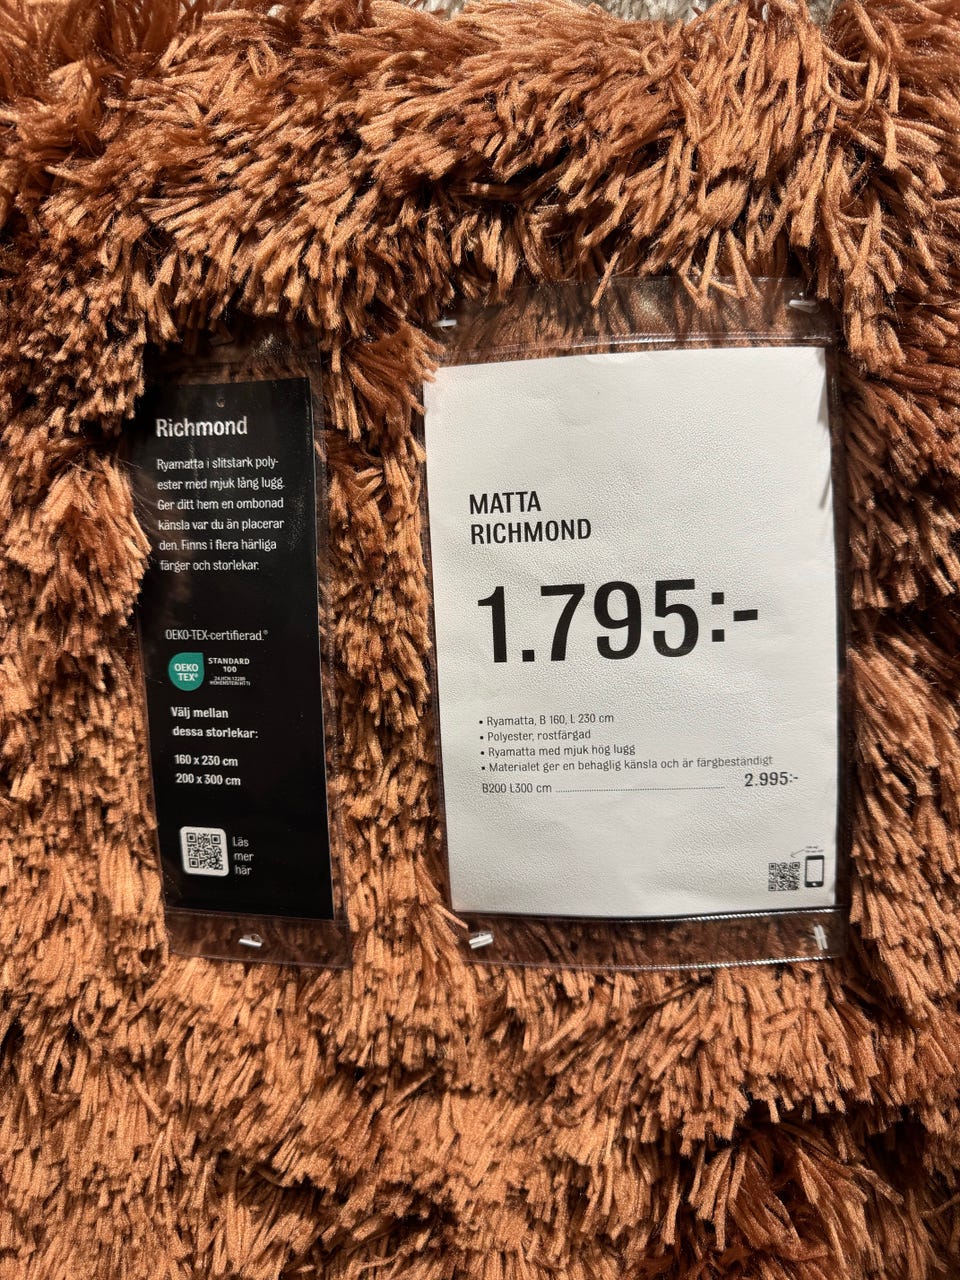 Richmond
Ryamatta i slitstark poly-
ester med mjuk lång lugg.
Ger ditt hem en ombonad
känsla var du än placerar
den. Finns i flera härliga
färger och storlekar.
OEKO-TEX-certifierad.®
OEKO
TEX®
STANDARD
100
Välj mellan
dessa storlekar:
160 x 230 cm
200 x 300 cm
Läs
mer
här
MATTA
RICHMOND
1.795:-
• Ryamatta, B 160, L 230 cm
• Polyester, rostfärgad
• Ryamatta med mjuk hög lugg
• Materialet ger en behaglig känsla och är färgbeständigt
B200 L300 cm 2.995:-